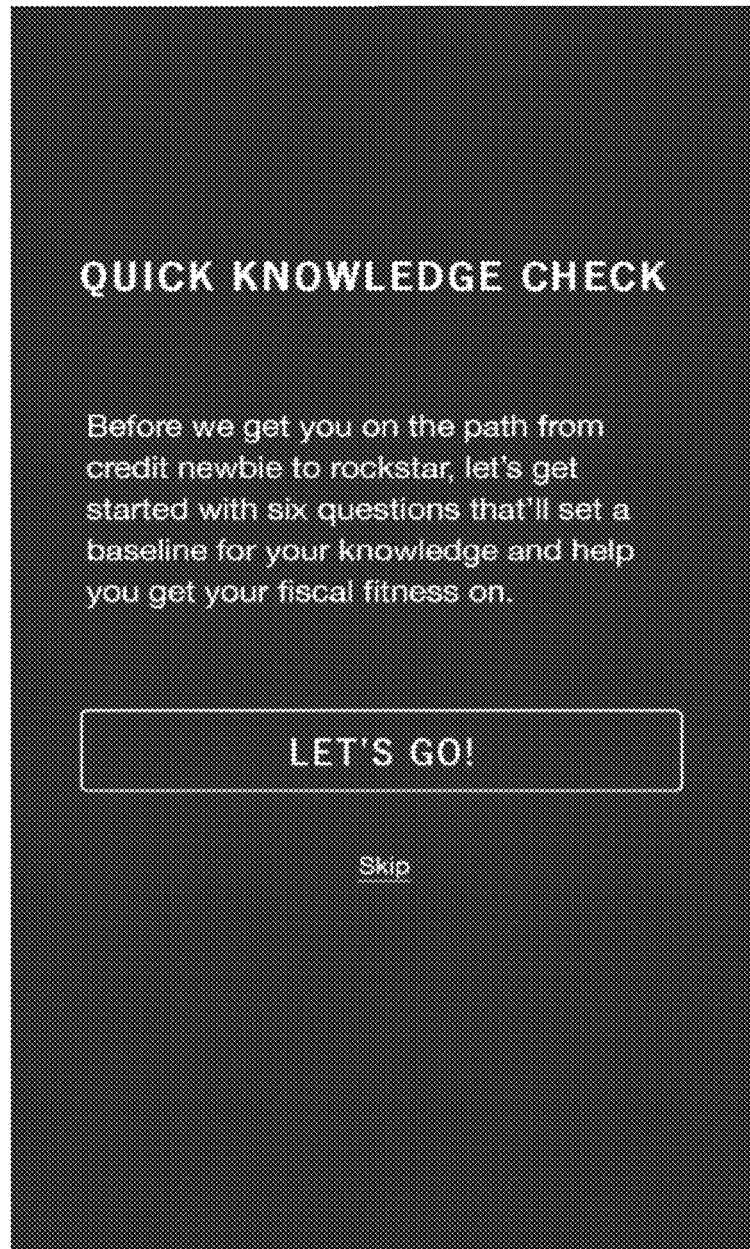 QUICK KNOWLEDGE CHECK
Before we get you on the path from
credit newbie to rockstar, let's get
started with six questions that'll set a
baseline for your knowledge and help
you get your fiscal fitness on.
LET'S GO!
Skip